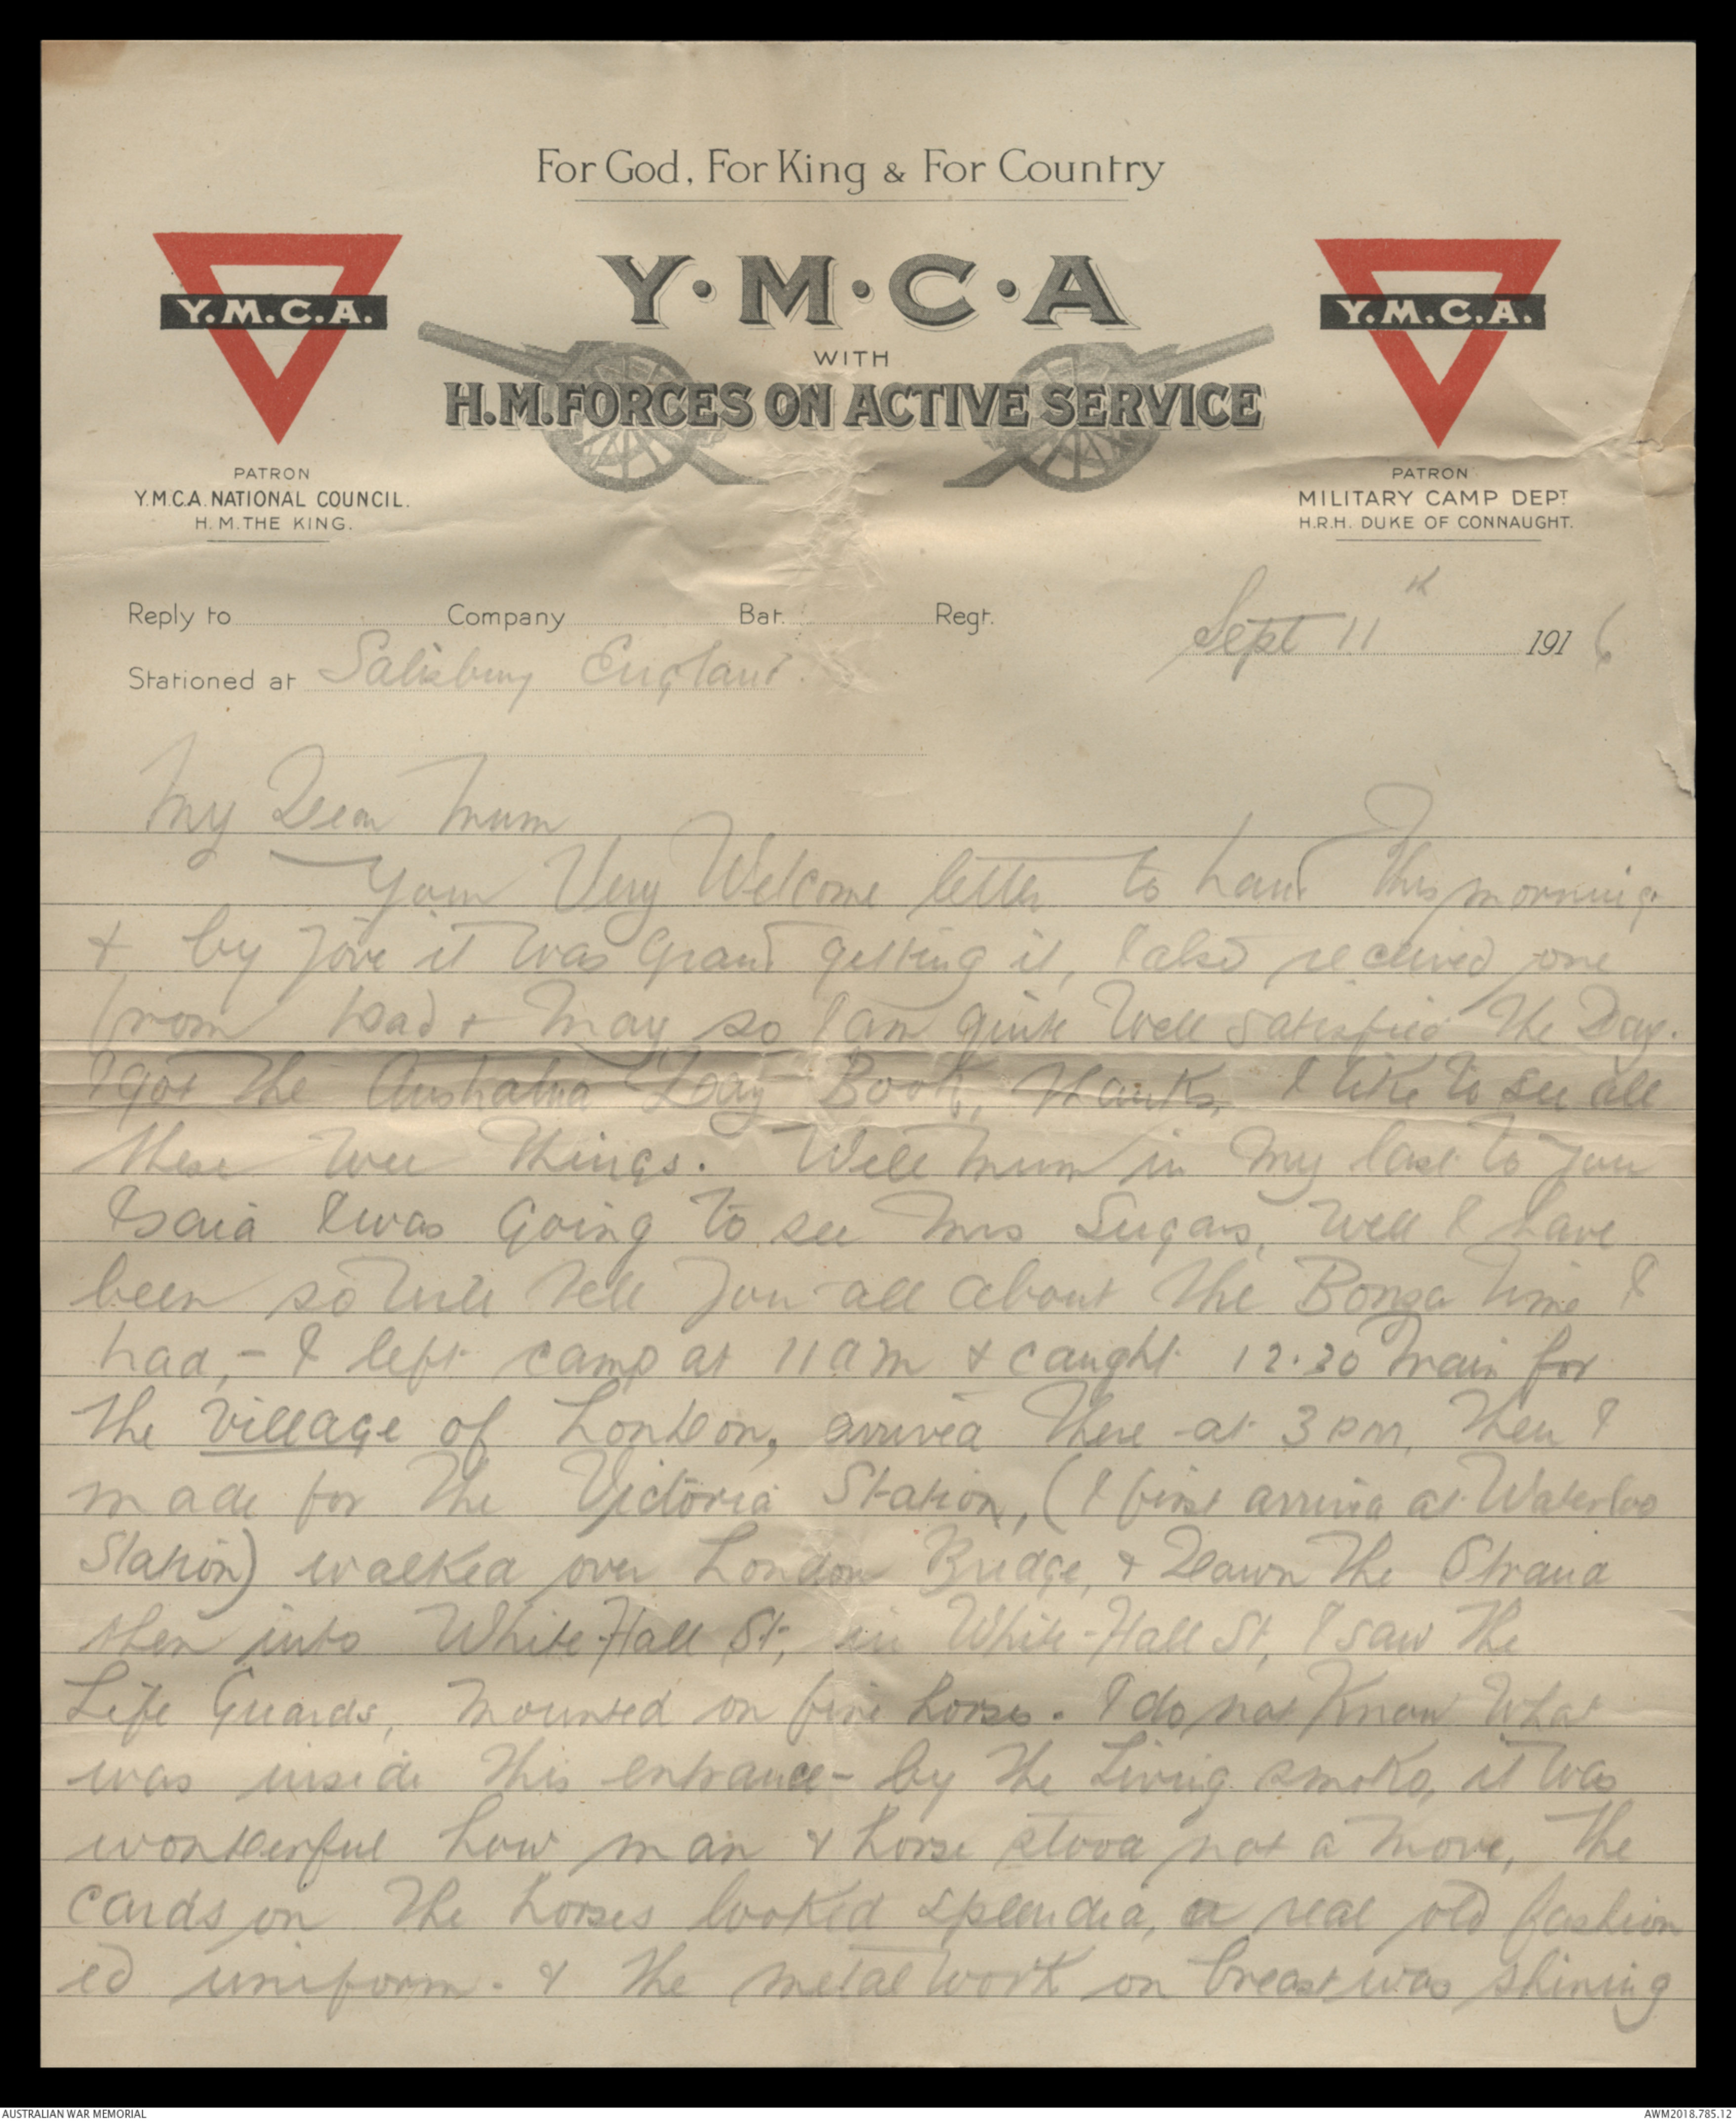 For God, For King & For Country
Y.M.C.A.
Y·M·C·A
WITH
H.M. FORCES ON ACTIVE SERVICE
Y.M.C.A.
PATRON
Y.M.C.A. NATIONAL COUNCIL.
H.M. THE KING.
PATRON
MILITARY CAMP DEPT
H.R.H. DUKE OF CONNAUGHT.
Reply to Company Bat. Regt. Sept 11th 1916
Stationed at Salisbury England.
My Dear Mum
Your Very Welcome letter to hand this morning.
& by jove it was grand getting it, I also received one
from Dad & May so I am quite well satisfied the Day.
I got the Australia Day Book, thanks, I like to see all
these wee things. Well Mum in my last to you
I said I was going to see Mrs Sugars, well I have
been so will tell you all about the Bonza time I
had, - I left camp at 11 am & caught 12.30 train for
the village of London, arrived there at 3 pm, then I
made for the Victoria Station, (I first arrived at Waterloo
Station) walked over London Bridge, & Down the Strand
then into White-Hall St, in White-Hall St, I saw the
Life Guards, mounted on fine horses. I do not know what
was inside this entrance - by the Living smoko, it was
wonderful how man & horse stood not a move, the
cards on the horses looked splendid, a real old fashion
ed uniform. & the metal work on breast was shining
AUSTRALIAN WAR MEMORIAL
AWM2018.785.12